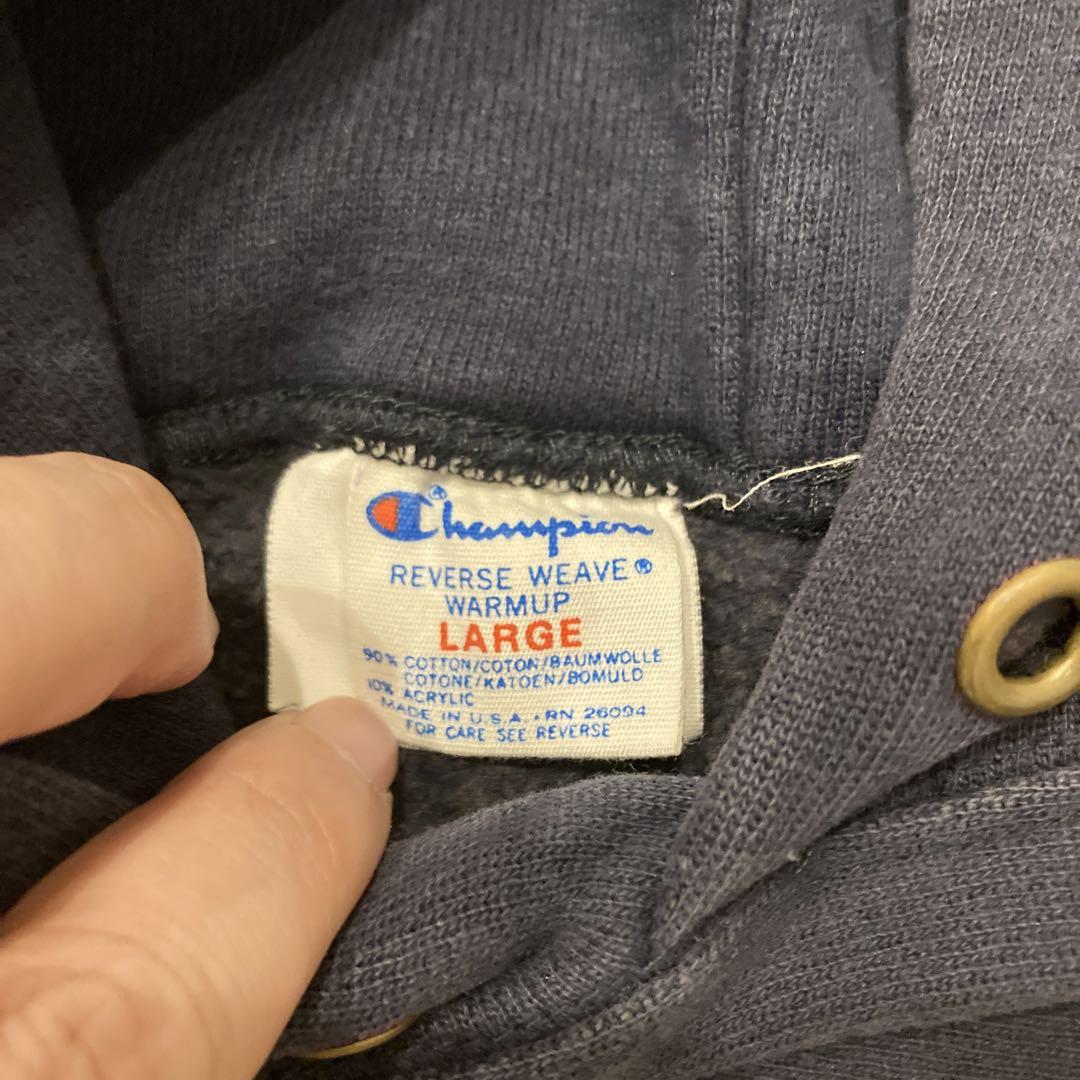 Champion®
REVERSE WEAVE®
WARMUP
LARGE
90% COTTON/COTON/BAUMWOLLE
COTONE/KATOEN/BOMULD
10% ACRYLIC
MADE IN U.S.A. • RN 26094
FOR CARE SEE REVERSE